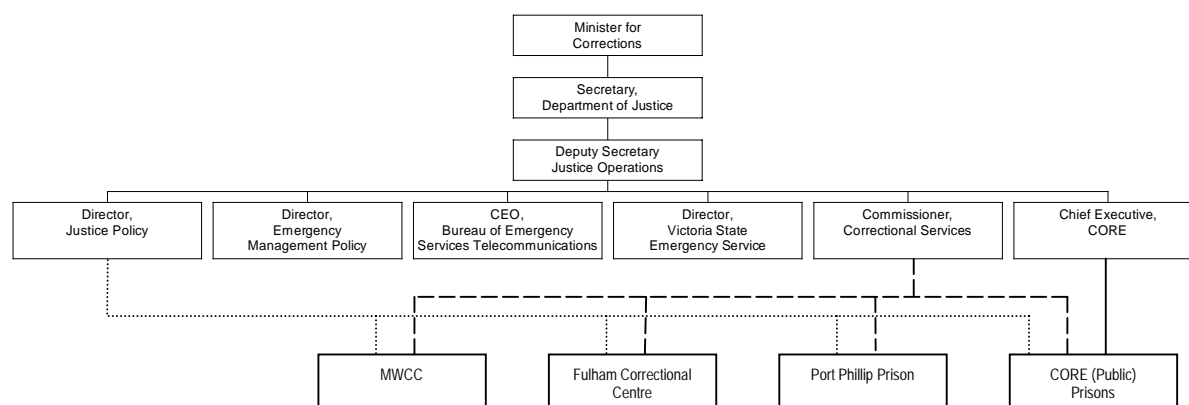 Minister for
Corrections
Secretary,
Department of Justice
Deputy Secretary
Justice Operations
Director,
Justice Policy
Director,
Emergency
Management Policy
CEO,
Bureau of Emergency
Services Telecommunications
Director,
Victoria State
Emergency Service
Commissioner,
Correctional Services
Chief Executive,
CORE
MWCC
Fulham Correctional
Centre
Port Phillip Prison
CORE (Public)
Prisons